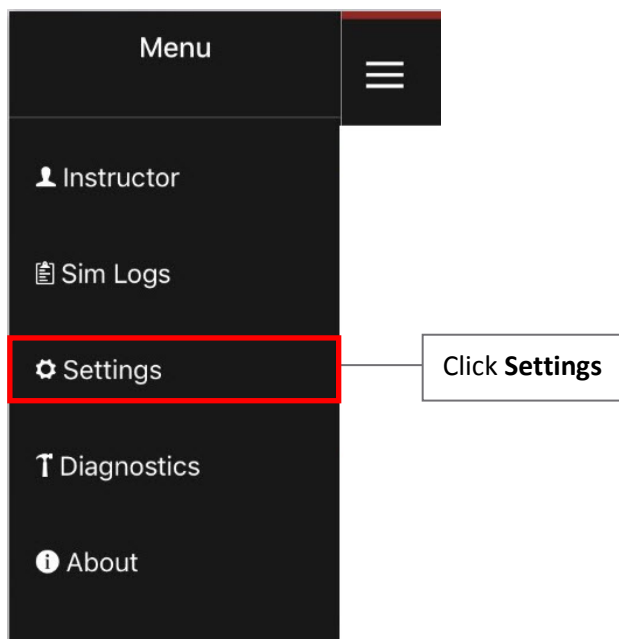 Menu
Instructor
Sim Logs
Settings
Click Settings
Diagnostics
About